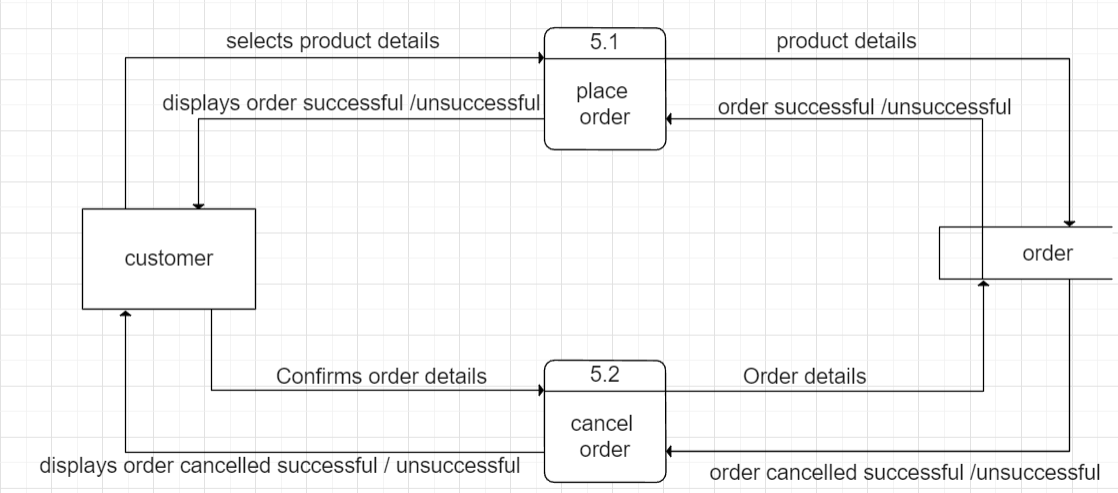 selects product details
5.1
product details
place
order
displays order successful /unsuccessful
order successful /unsuccessful
customer
order
Confirms order details
5.2
Order details
cancel
order
displays order cancelled successful / unsuccessful
order cancelled successful /unsuccessful